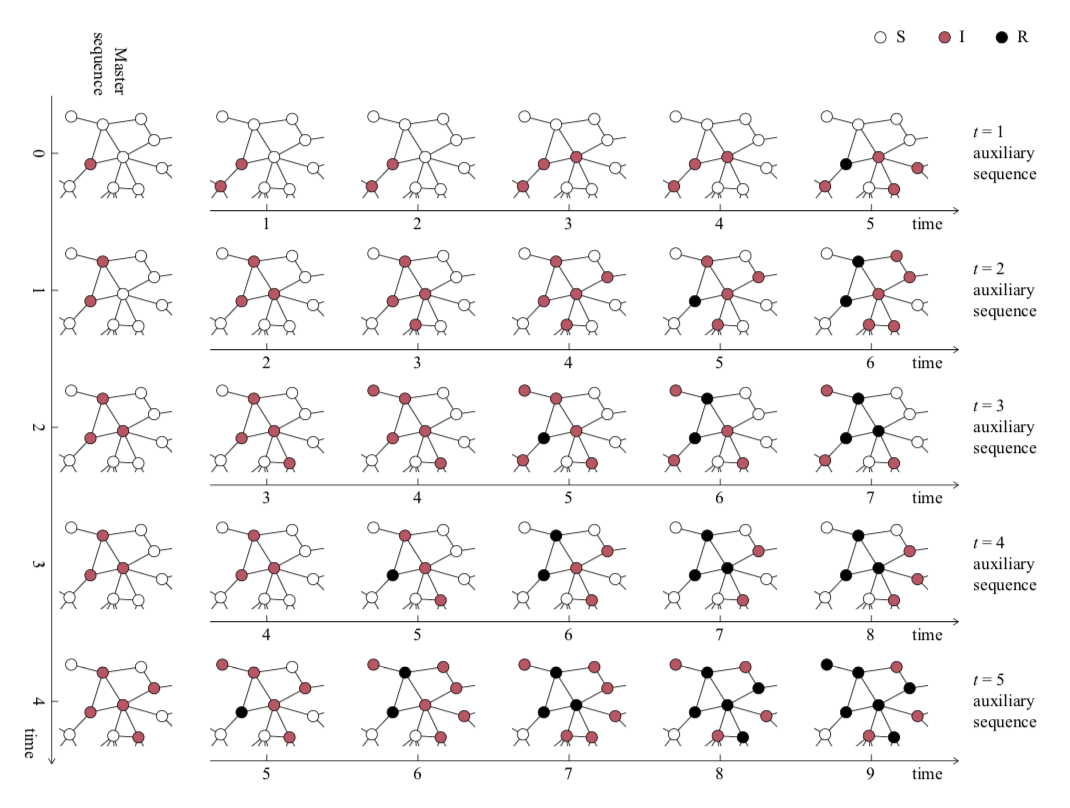 S I R
Master
sequence
0
t = 1
auxiliary
sequence
1 2 3 4 5 time
1
t = 2
auxiliary
sequence
2 3 4 5 6 time
2
t = 3
auxiliary
sequence
3 4 5 6 7 time
3
t = 4
auxiliary
sequence
4 5 6 7 8 time
4
t = 5
auxiliary
sequence
time
5 6 7 8 9 time